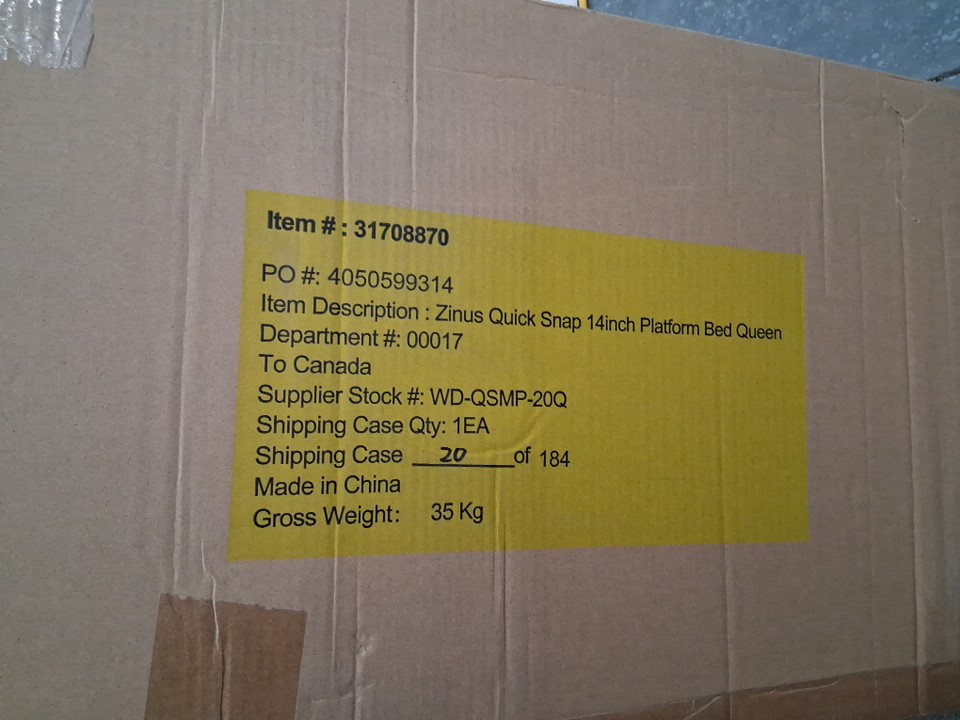 Item # : 31708870
PO #: 4050599314
Item Description : Zinus Quick Snap 14inch Platform Bed Queen
Department #: 00017
To Canada
Supplier Stock #: WD-QSMP-20Q
Shipping Case Qty: 1EA
Shipping Case 20 of 184
Made in China
Gross Weight: 35 Kg